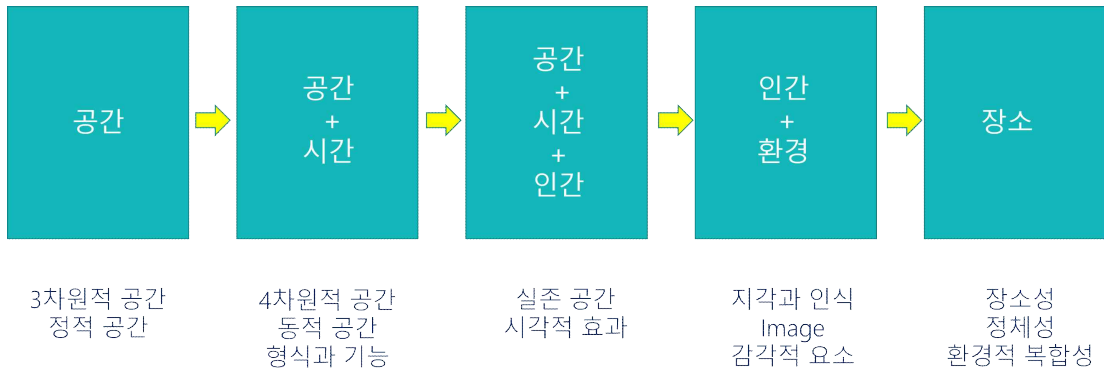 공간
공간
+
시간
공간
+
시간
+
인간
인간
+
환경
장소
3차원적 공간
정적 공간
4차원적 공간
동적 공간
형식과 기능
실존 공간
시각적 효과
지각과 인식
Image
감각적 요소
장소성
정체성
환경적 복합성